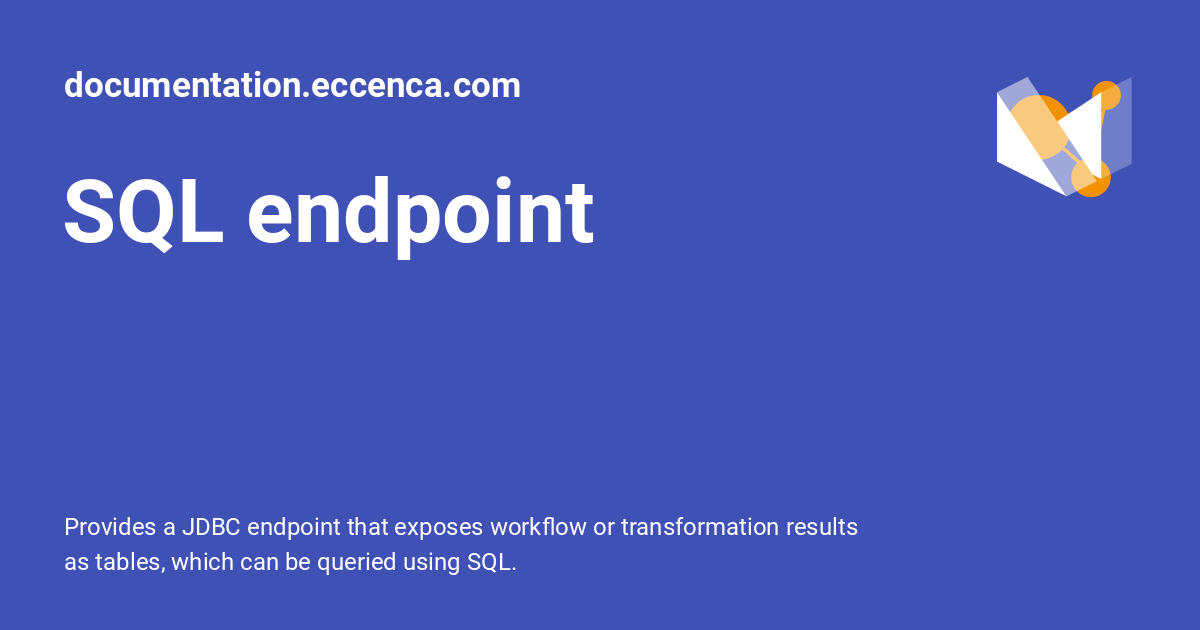 documentation.eccenca.com
SQL endpoint
Provides a JDBC endpoint that exposes workflow or transformation results
as tables, which can be queried using SQL.